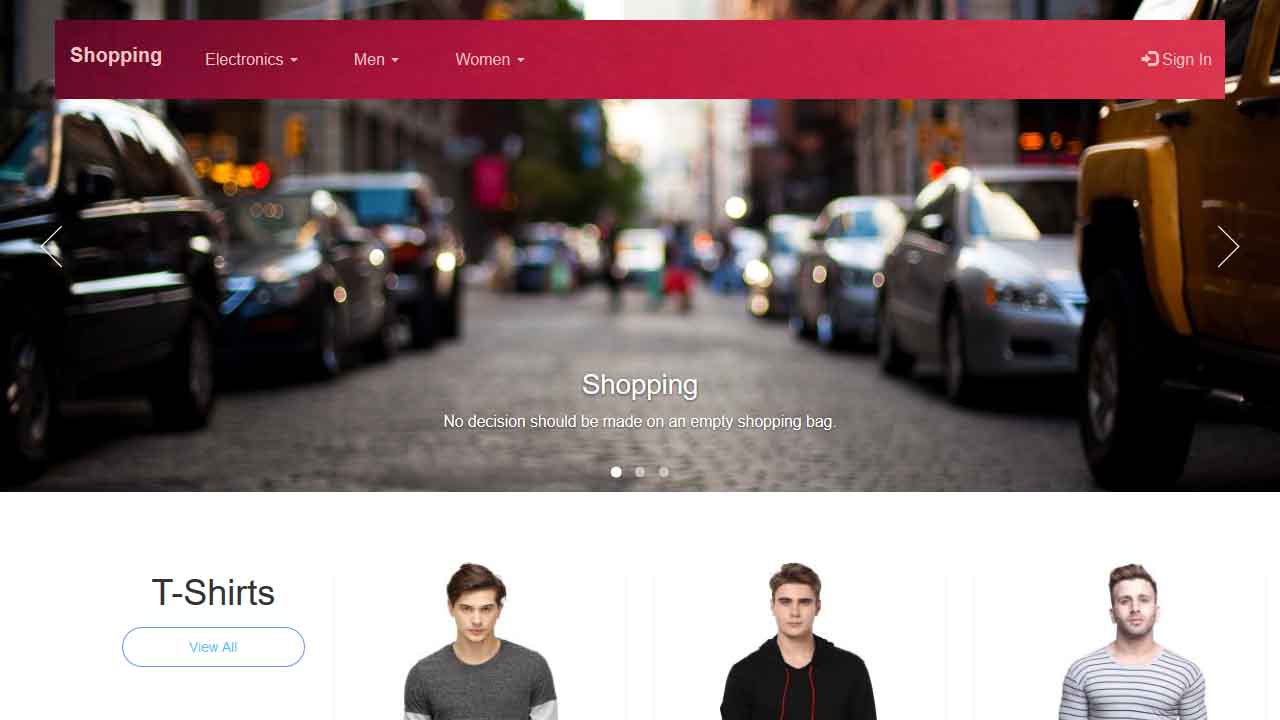 Shopping
Electronics
Men
Women
Sign In
Shopping
No decision should be made on an empty shopping bag.
T-Shirts
View All